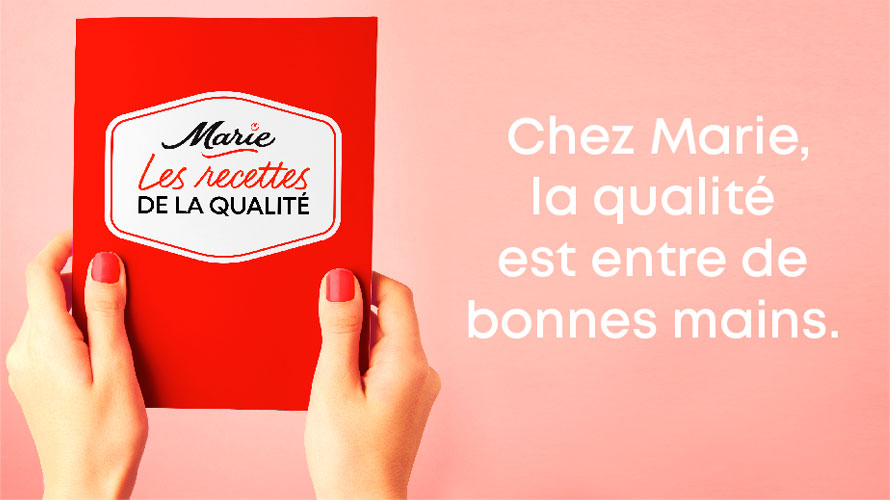 Marie
Les recettes
DE LA QUALITÉ
Chez Marie,
la qualité
est entre de
bonnes mains.